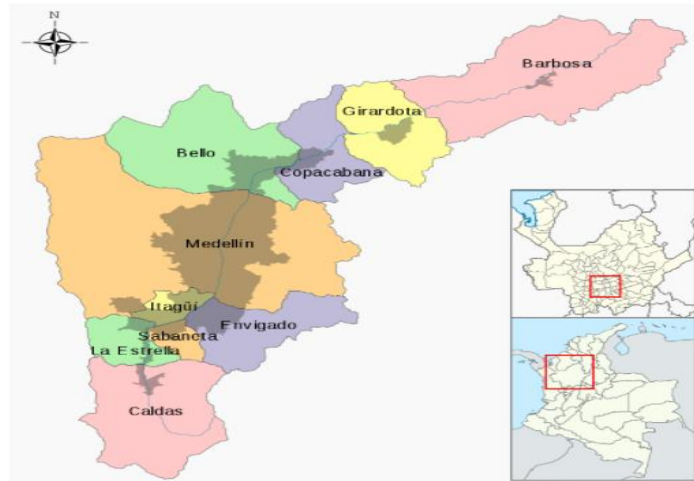 N
Barbosa
Girardota
Bello
Copacabana
Medellín
Itagüí
Envigado
Sabaneta
La Estrella
Caldas